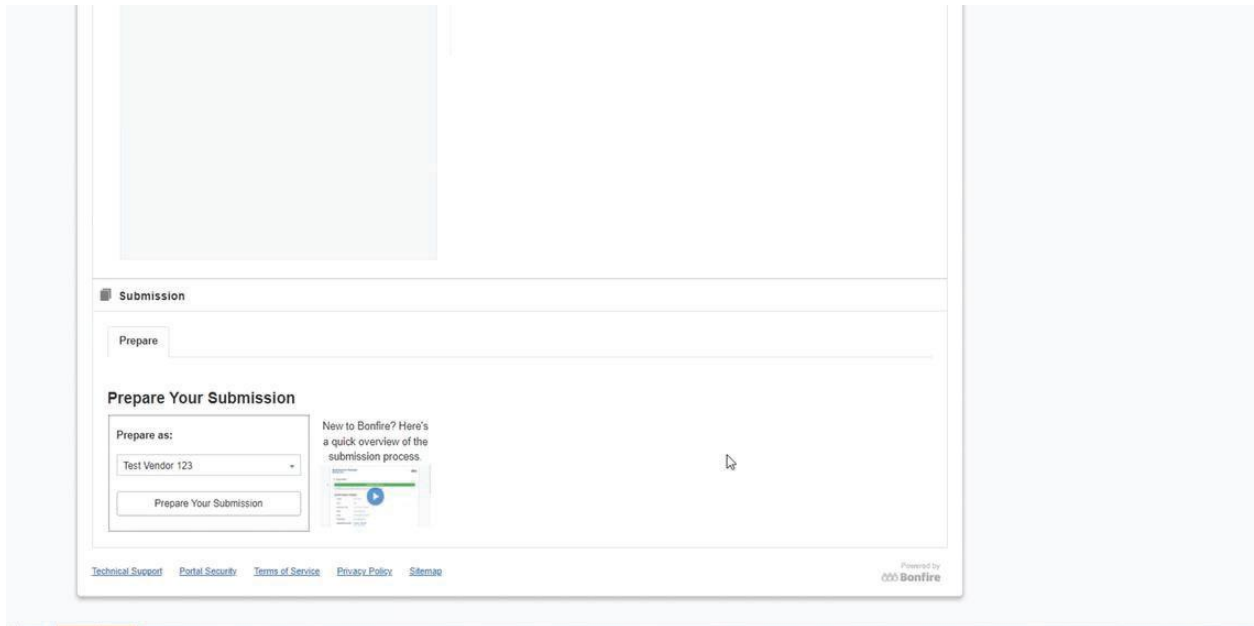 Submission
Prepare
Prepare Your Submission
Prepare as:
Test Vendor 123
Prepare Your Submission
New to Bonfire? Here's
a quick overview of the
submission process.
Technical Support Portal Security Terms of Service Privacy Policy Sitemap
Powered by
Bonfire